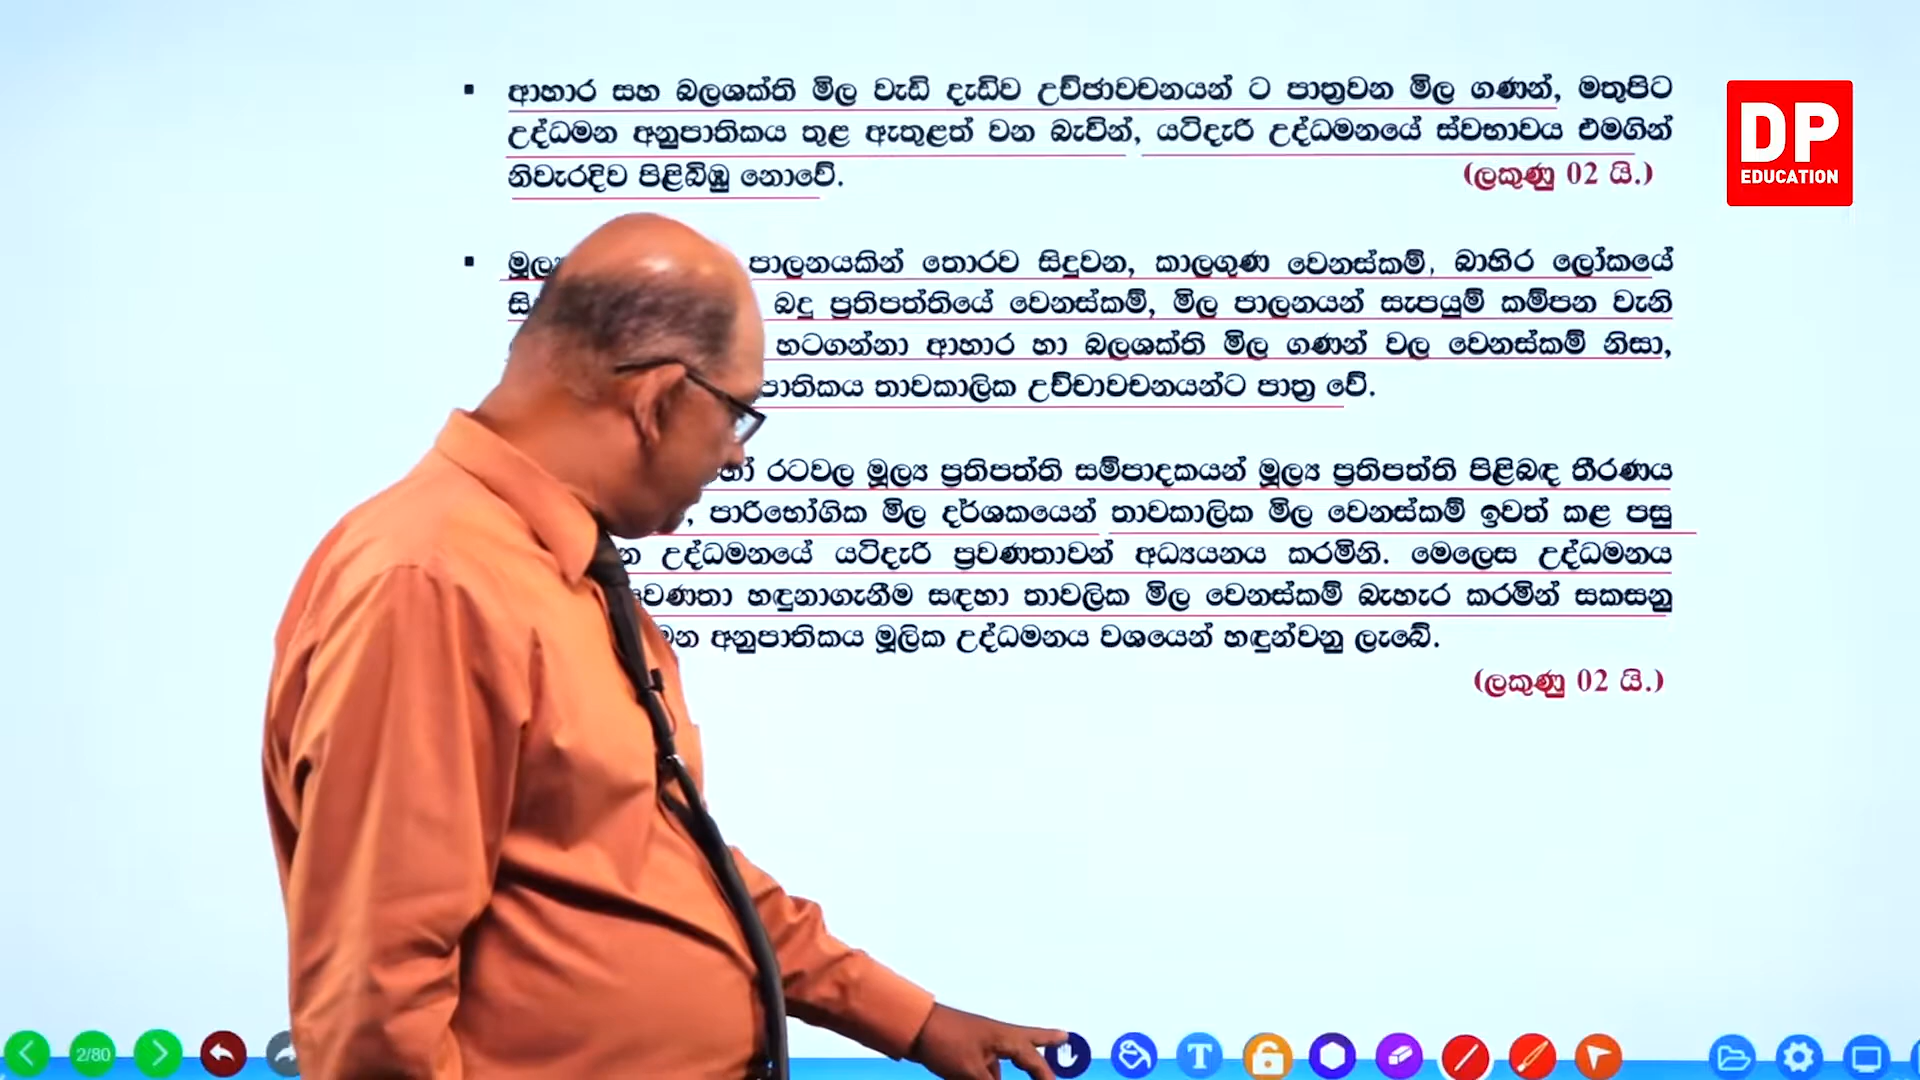 ආහාර සහ බලශක්ති මිල වැඩි දැඩිව උච්ඡාවචනයන් ට පාත්‍රවන මිල ගණන්, මතුපිට
උද්ධමන අනුපාතිකය තුළ ඇතුළත් වන බැවින්, යටිදැරි උද්ධමනයේ ස්වභාවය එමගින්
නිවැරදිව පිළිබිඹු නොවේ.
(ලකුණු 02 යි.)
පාලනයකින් තොරව සිදුවන, කාලගුණ වෙනස්කම්, බාහිර ලෝකයේ
බදු ප්‍රතිපත්තියේ වෙනස්කම්, මිල පාලනයන් සැපයුම් කම්පන වැනි
හටගන්නා ආහාර හා බලශක්ති මිල ගණන් වල වෙනස්කම් නිසා,
තාවකාලික උච්චාවචනයන්ට පාත්‍ර වේ.
රටවල මූල්‍ය ප්‍රතිපත්ති සම්පාදකයන් මූල්‍ය ප්‍රතිපත්ති පිළිබඳ තීරණය
පාරිභෝගික මිල දර්ශකයෙන් තාවකාලික මිල වෙනස්කම් ඉවත් කළ පසු
උද්ධමනයේ යටිදැරි ප්‍රවණතාවන් අධ්‍යයනය කරමිනි. මෙලෙස උද්ධමනය
හඳුනාගැනීම සඳහා තාවලික මිල වෙනස්කම් බැහැර කරමින් සකසනු
අනුපාතිකය මූලික උද්ධමනය වශයෙන් හඳුන්වනු ලැබේ.
(ලකුණු 02 යි.)
DP
EDUCATION
2/80
T